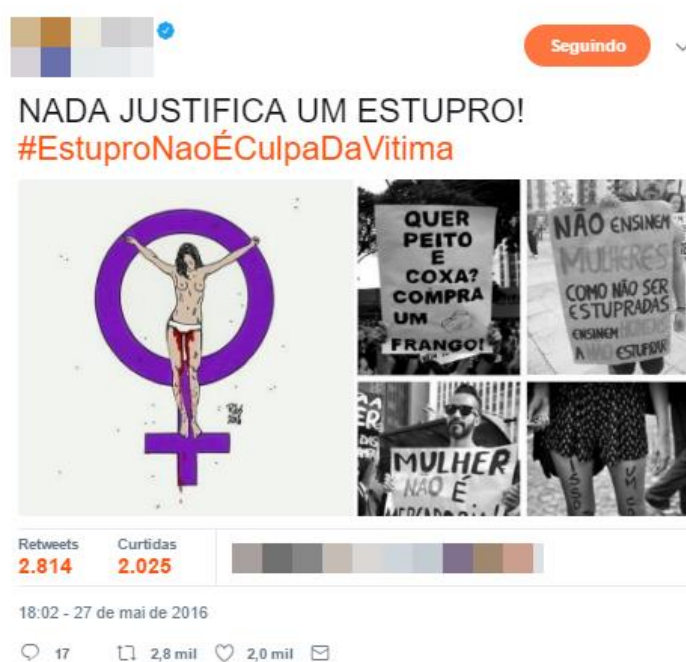 Seguindo
NADA JUSTIFICA UM ESTUPRO!
#EstuproNaoÉCulpaDaVitima
QUER
PEITO
E
COXA?
COMPRA
UM
FRANGO!
NÃO ENSINEM
MULHERES
COMO NÃO SER
ESTUPRADAS
ENSINEM HOMENS
A NÃO ESTUPRAR
MULHER
NÃO É
MERCADORIA!
Retweets
Curtidas
2.814
2.025
18:02 - 27 de mai de 2016
17
2,8 mil
2,0 mil